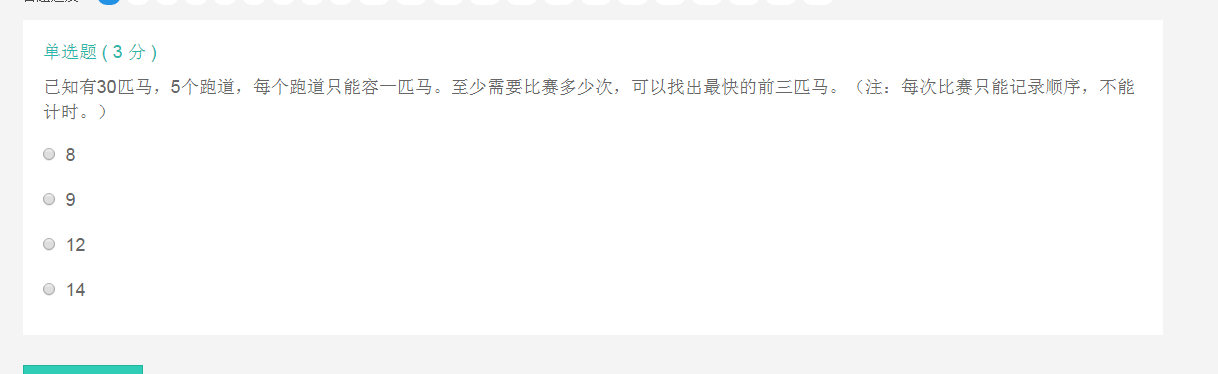 单选题 ( 3 分 )
已知有30匹马，5个跑道，每个跑道只能容一匹马。至少需要比赛多少次，可以找出最快的前三匹马。（注：每次比赛只能记录顺序，不能
计时。）
8
9
12
14